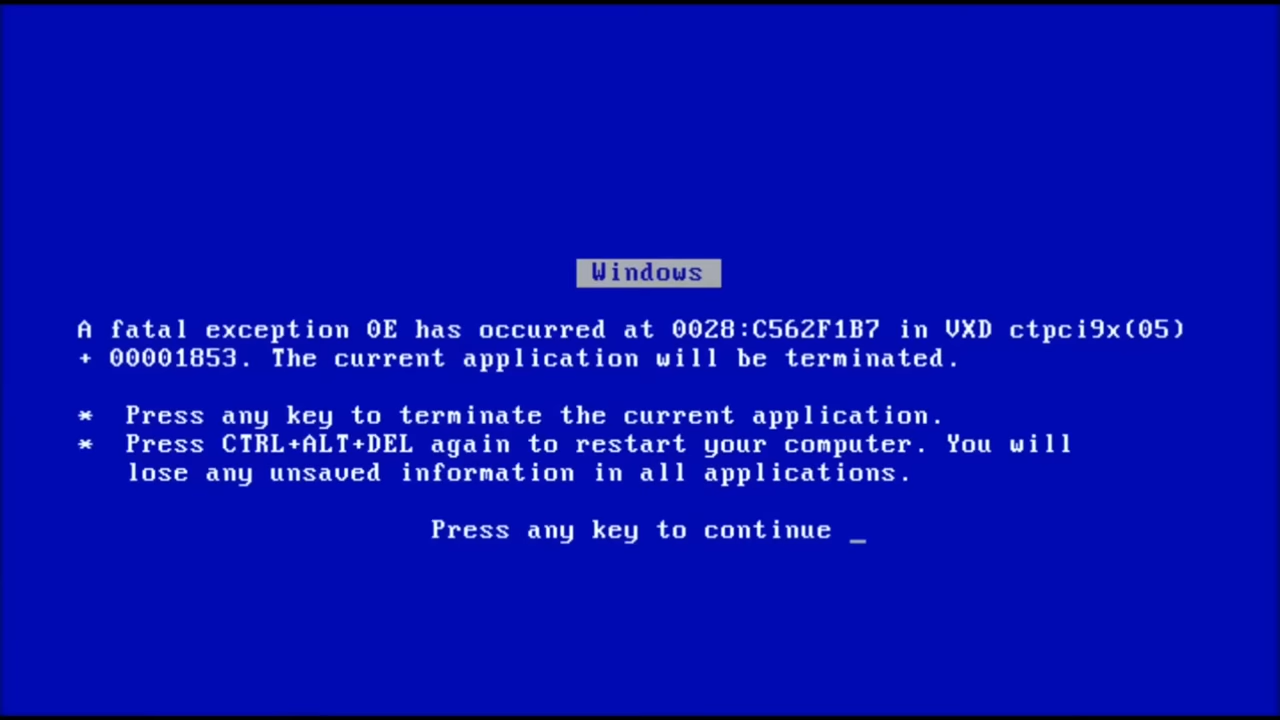 Windows
A fatal exception 0E has occurred at 0028:C562F1B7 in VXD ctpci9x(05)
+ 00001853. The current application will be terminated.
* Press any key to terminate the current application.
* Press CTRL+ALT+DEL again to restart your computer. You will
lose any unsaved information in all applications.
Press any key to continue _